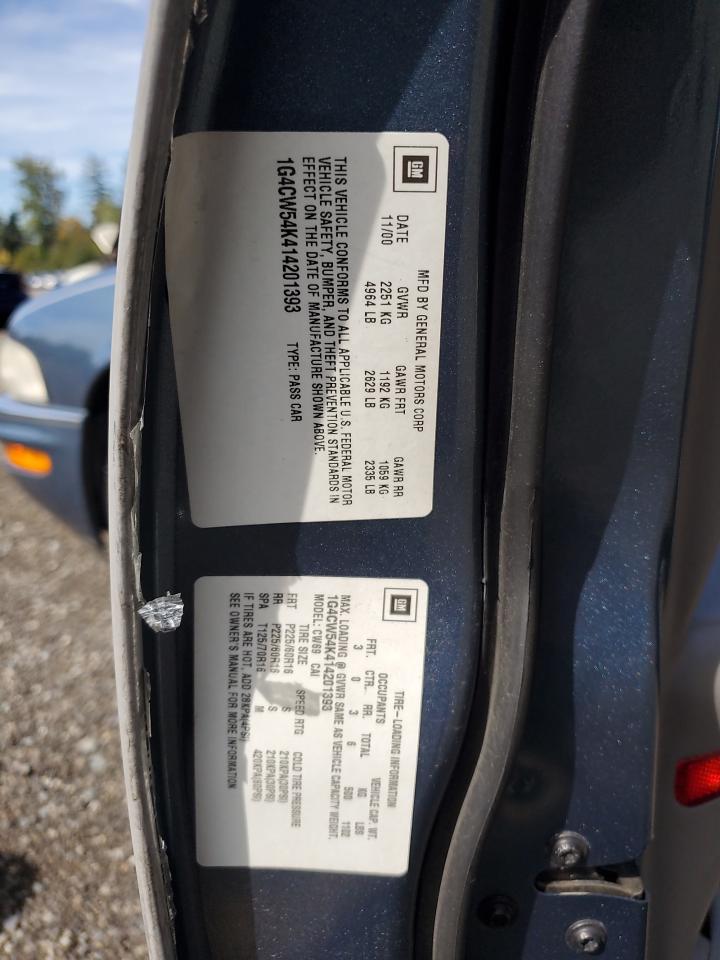 GM
MFD BY GENERAL MOTORS CORP
DATE GVWR GAWR FRT GAWR RR
11/00 2251 KG 1192 KG 1059 KG
4964 LB 2629 LB 2335 LB
THIS VEHICLE CONFORMS TO ALL APPLICABLE U.S. FEDERAL MOTOR
VEHICLE SAFETY, BUMPER, AND THEFT PREVENTION STANDARDS IN
EFFECT ON THE DATE OF MANUFACTURE SHOWN ABOVE.
1G4CW54K414201393 TYPE: PASS CAR
GM
TIRE-LOADING INFORMATION
OCCUPANTS VEHICLE CAP. WT.
FRT. CTR. RR. TOTAL KG LBS
3 0 3 6 500 1102
MAX. LOADING @ GVWR SAME AS VEHICLE CAPACITY WEIGHT.
1G4CW54K414201393
MODEL: CW69 CAI
TIRE SIZE SPEED RTG COLD TIRE PRESSURE
FRT P225/60R16 S 210KPA(30PSI)
RR P225/60R16 S 210KPA(30PSI)
SPA T125/70R16 M 420KPA(60PSI)
IF TIRES ARE HOT, ADD 28KPA(4PSI)
SEE OWNER'S MANUAL FOR MORE INFORMATION